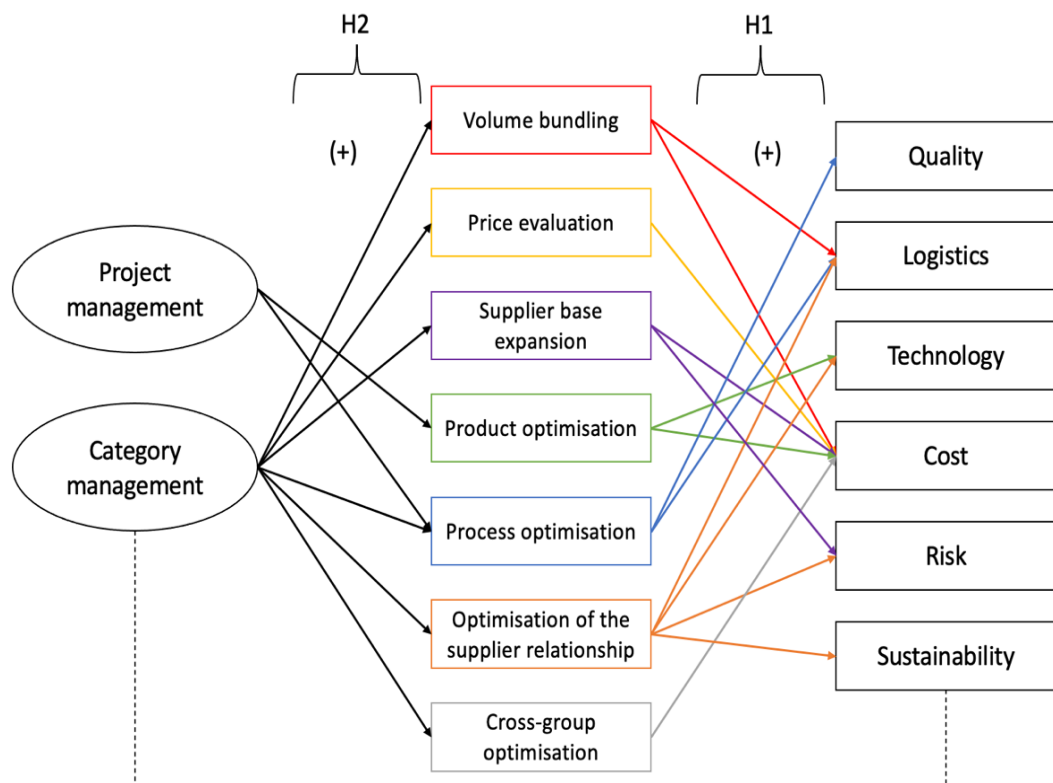 H2
H1
(+)
(+)
Project
management
Category
management
Volume bundling
Price evaluation
Supplier base
expansion
Product optimisation
Process optimisation
Optimisation of the
supplier relationship
Cross-group
optimisation
Quality
Logistics
Technology
Cost
Risk
Sustainability